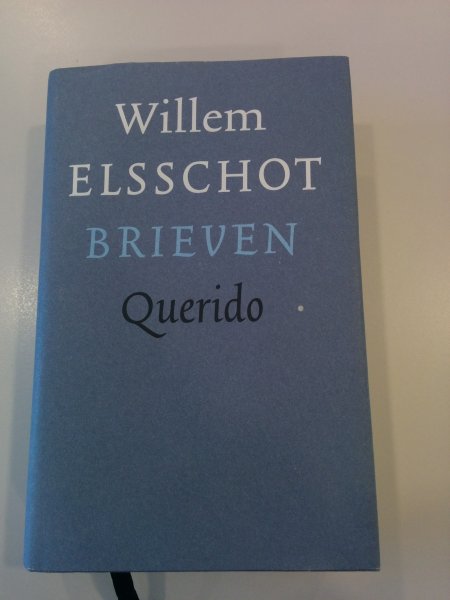 Willem
ELSSCHOT
BRIEVEN
Querido